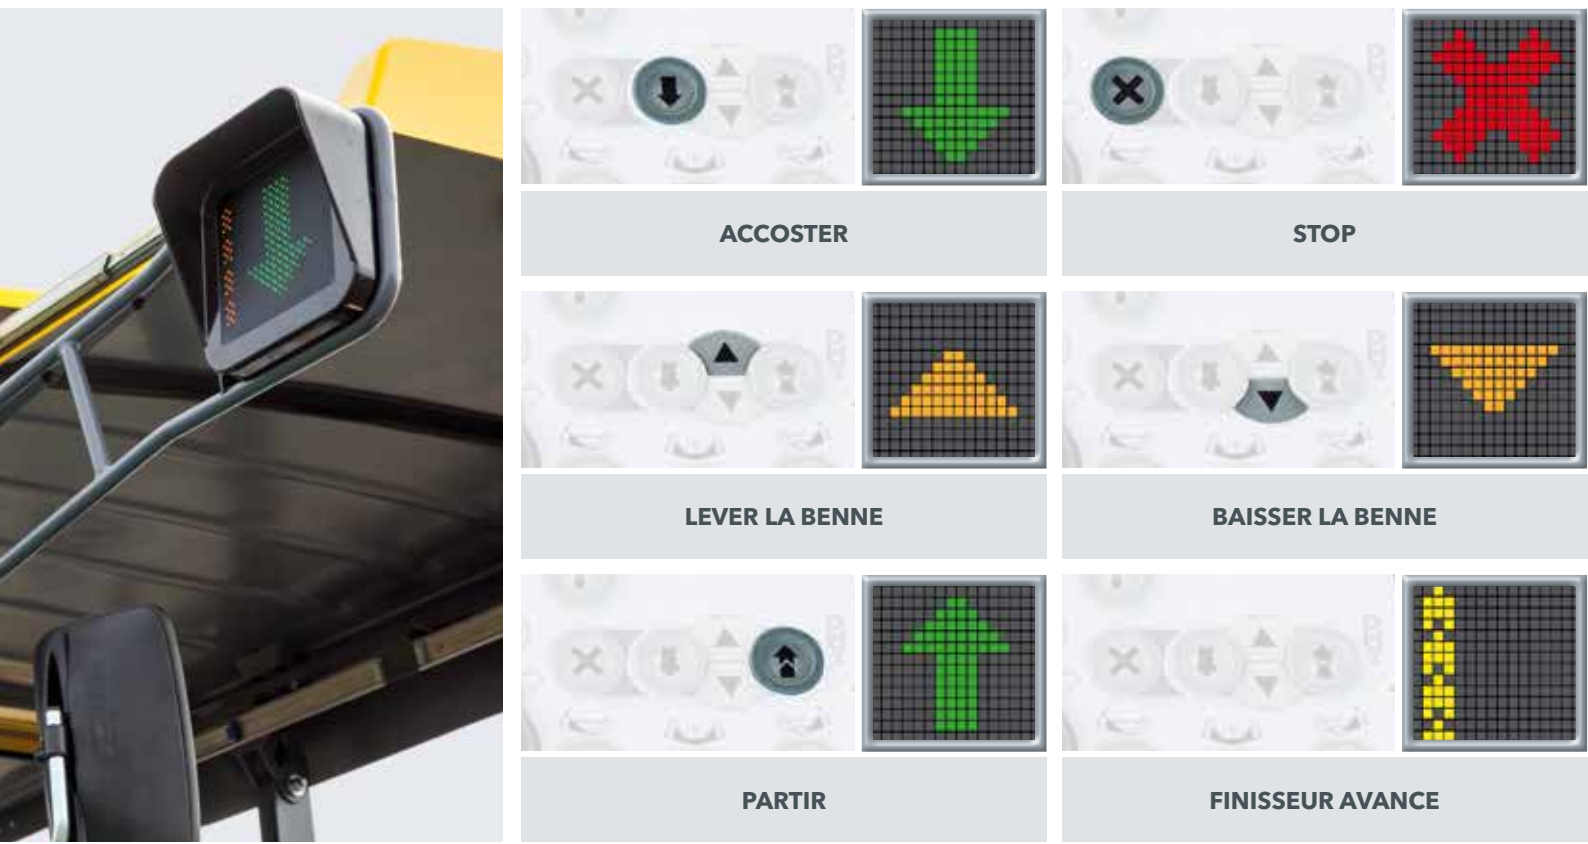 ACCOSTER
STOP
LEVER LA BENNE
BAISSER LA BENNE
PARTIR
FINISSEUR AVANCE